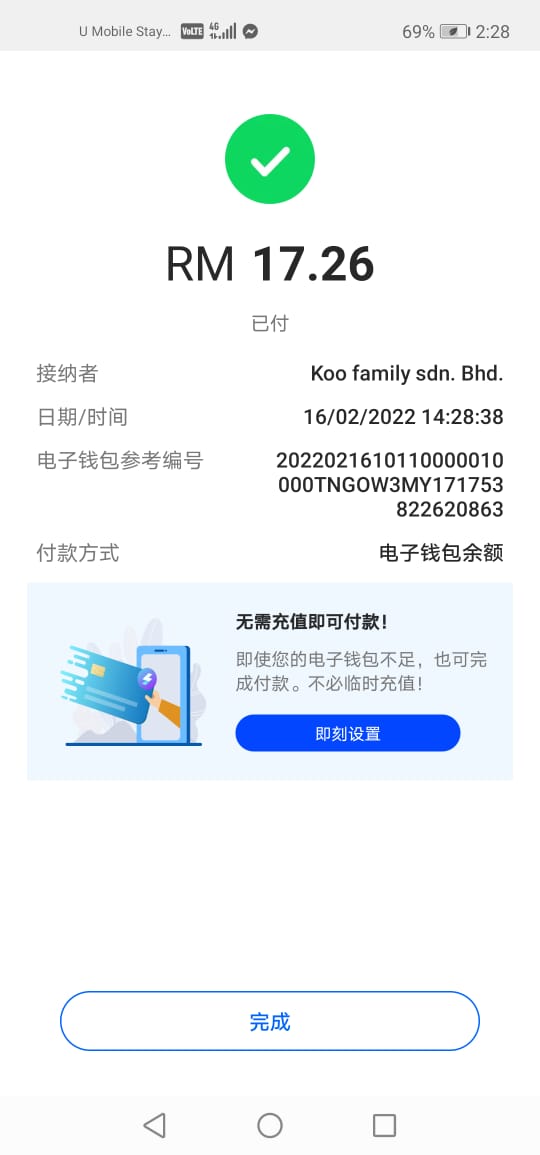 U Mobile Stay... VoLTE 4G 69% 2:28
RM 17.26
已付
接纳者 Koo family sdn. Bhd.
日期/时间 16/02/2022 14:28:38
电子钱包参考编号 2022021610110000010
000TNGOW3MY171753
822620863
付款方式 电子钱包余额
无需充值即可付款!
即使您的电子钱包不足，也可完
成付款。不必临时充值!
即刻设置
完成